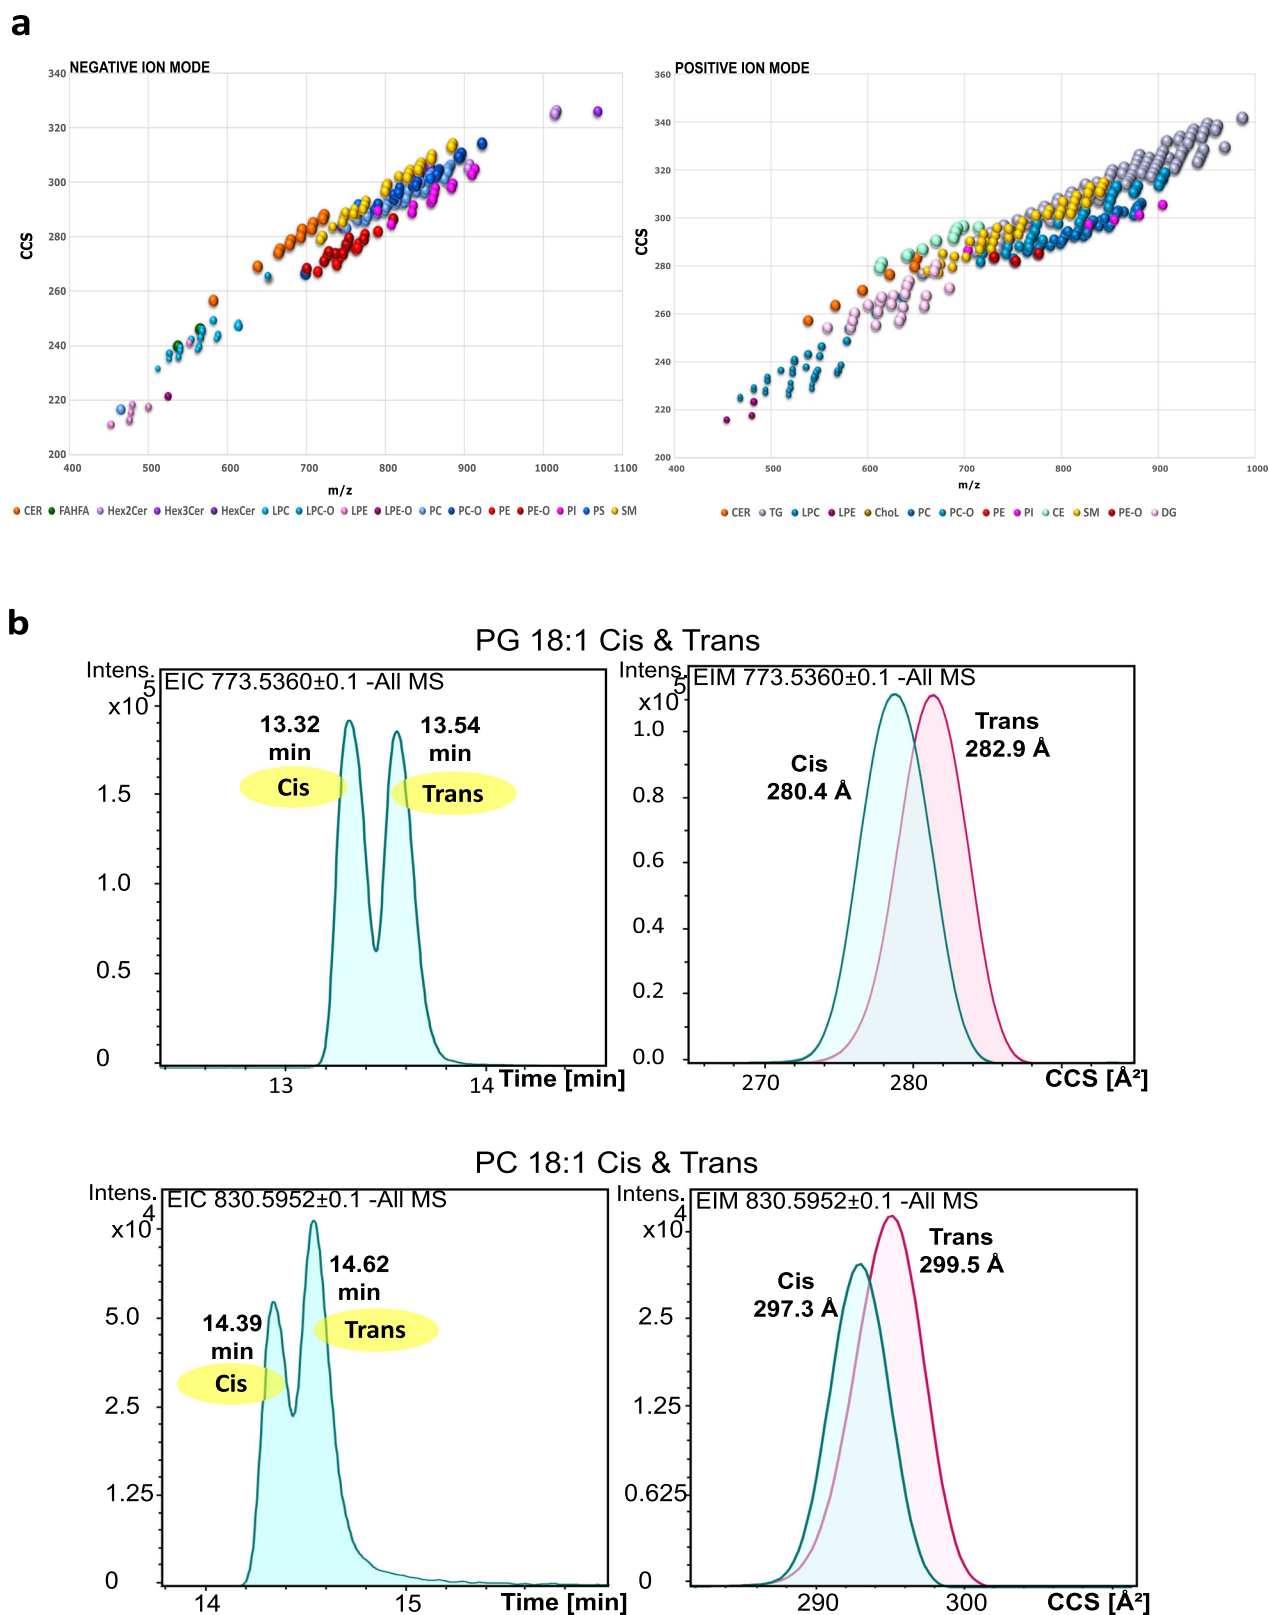 a
NEGATIVE ION MODE
340
320
300
280
260
240
220
200
CCS
400 500 600 700 800 900 1000 1100
m/z
CER FAHFA Hex2Cer Hex3Cer HexCer LPC LPC-O LPE LPE-O PC PC-O PE PE-O PI PS SM
POSITIVE ION MODE
360
340
320
300
280
260
240
220
200
CCS
400 500 600 700 800 900 1000
m/z
CER TG LPC LPE ChoL PC PC-O PE PI CE SM PE-O DG
b
PG 18:1 Cis & Trans
Intens.
x10 5
EIC 773.5360±0.1 -All MS
13.32
min
Cis
13.54
min
Trans
1.5
1.0
0.5
0
13 14 Time [min]
Intens.
x10 5
EIM 773.5360±0.1 -All MS
Trans
282.9 Å
Cis
280.4 Å
1.0
0.8
0.6
0.4
0.2
0.0
270 280 CCS [Å²]
PC 18:1 Cis & Trans
Intens.
x10 4
EIC 830.5952±0.1 -All MS
14.62
min
Trans
14.39
min
Cis
5.0
2.5
1.25
0
14 15 Time [min]
Intens.
x10 4
EIM 830.5952±0.1 -All MS
Trans
299.5 Å
Cis
297.3 Å
2.5
1.25
0.625
0
290 300 CCS [Å²]